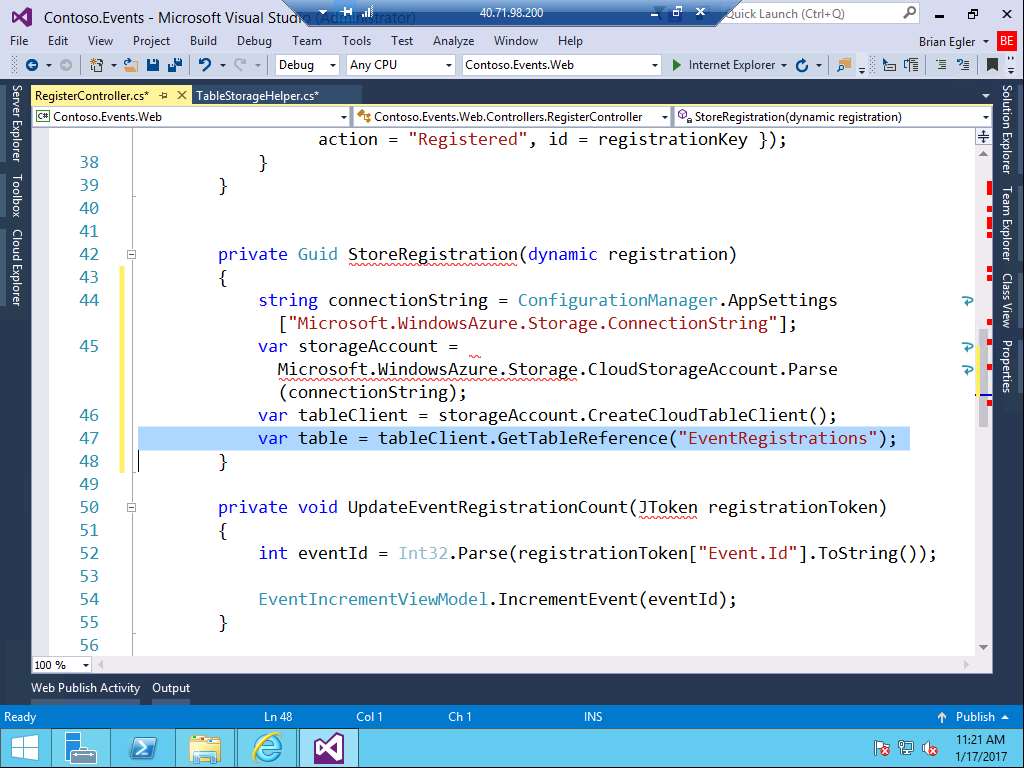 Contoso.Events - Microsoft Visual Studio (Administrator)
40.71.98.200
Quick Launch (Ctrl+Q)
File Edit View Project Build Debug Team Tools Test Analyze Window Help
Brian Egler
BE
Debug
Any CPU
Contoso.Events.Web
Internet Explorer
RegisterController.cs*
TableStorageHelper.cs*
C# Contoso.Events.Web
Contoso.Events.Web.Controllers.RegisterController
StoreRegistration(dynamic registration)
Server Explorer
Toolbox
Cloud Explorer
action = "Registered", id = registrationKey });
38 }
39 }
40
41
42 private Guid StoreRegistration(dynamic registration)
43 {
44 string connectionString = ConfigurationManager.AppSettings
["Microsoft.WindowsAzure.Storage.ConnectionString"];
45 var storageAccount =
Microsoft.WindowsAzure.Storage.CloudStorageAccount.Parse
(connectionString);
46 var tableClient = storageAccount.CreateCloudTableClient();
47 var table = tableClient.GetTableReference("EventRegistrations");
48 }
49
50 private void UpdateEventRegistrationCount(JToken registrationToken)
51 {
52 int eventId = Int32.Parse(registrationToken["Event.Id"].ToString());
53
54 EventIncrementViewModel.IncrementEvent(eventId);
55 }
56
Solution Explorer
Team Explorer
Class View
Properties
100 %
Web Publish Activity Output
Ready
Ln 48
Col 1
Ch 1
INS
Publish
11:21 AM
1/17/2017